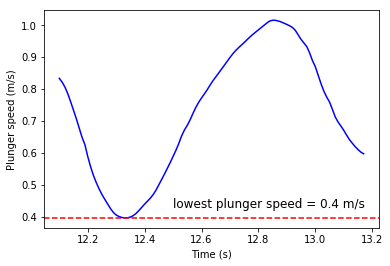 1.0
0.9
0.8
0.7
0.6
0.5
0.4
Plunger speed (m/s)
lowest plunger speed = 0.4 m/s
12.2 12.4 12.6 12.8 13.0 13.2
Time (s)